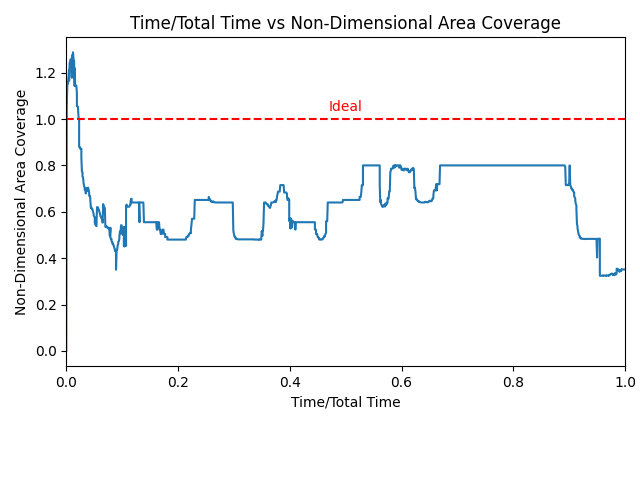 Time/Total Time vs Non-Dimensional Area Coverage
Non-Dimensional Area Coverage
1.2
1.0
0.8
0.6
0.4
0.2
0.0
Ideal
0.0 0.2 0.4 0.6 0.8 1.0
Time/Total Time